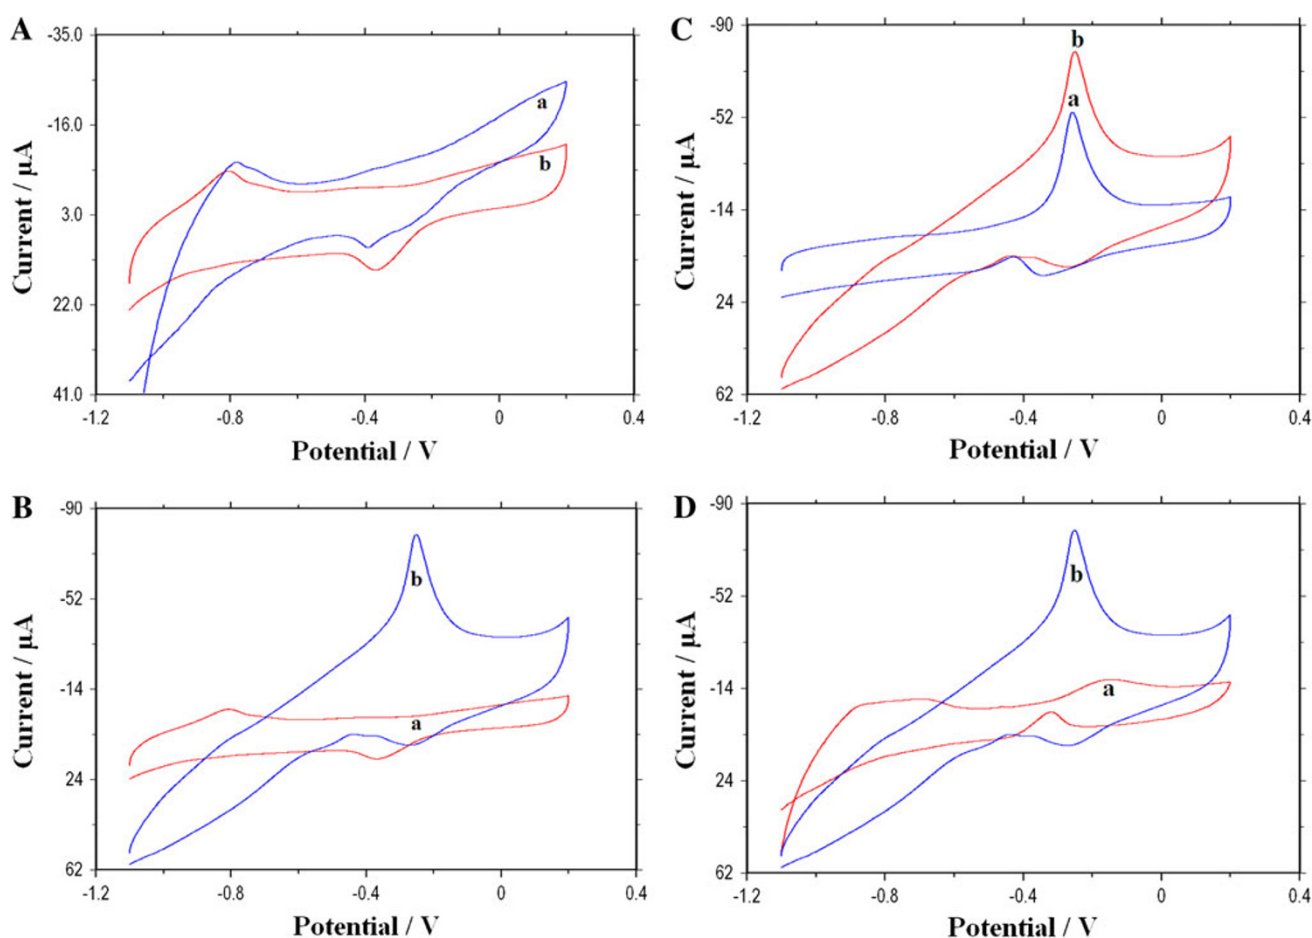 A
-35.0
-16.0
3.0
22.0
41.0
Current / µA
a
b
-1.2
-0.8
-0.4
0
0.4
Potential / V
C
-90
-52
-14
24
62
Current / µA
b
a
-1.2
-0.8
-0.4
0
0.4
Potential / V
B
-90
-52
-14
24
62
Current / µA
b
a
-1.2
-0.8
-0.4
0
0.4
Potential / V
D
-90
-52
-14
24
62
Current / µA
b
a
-1.2
-0.8
-0.4
0
0.4
Potential / V